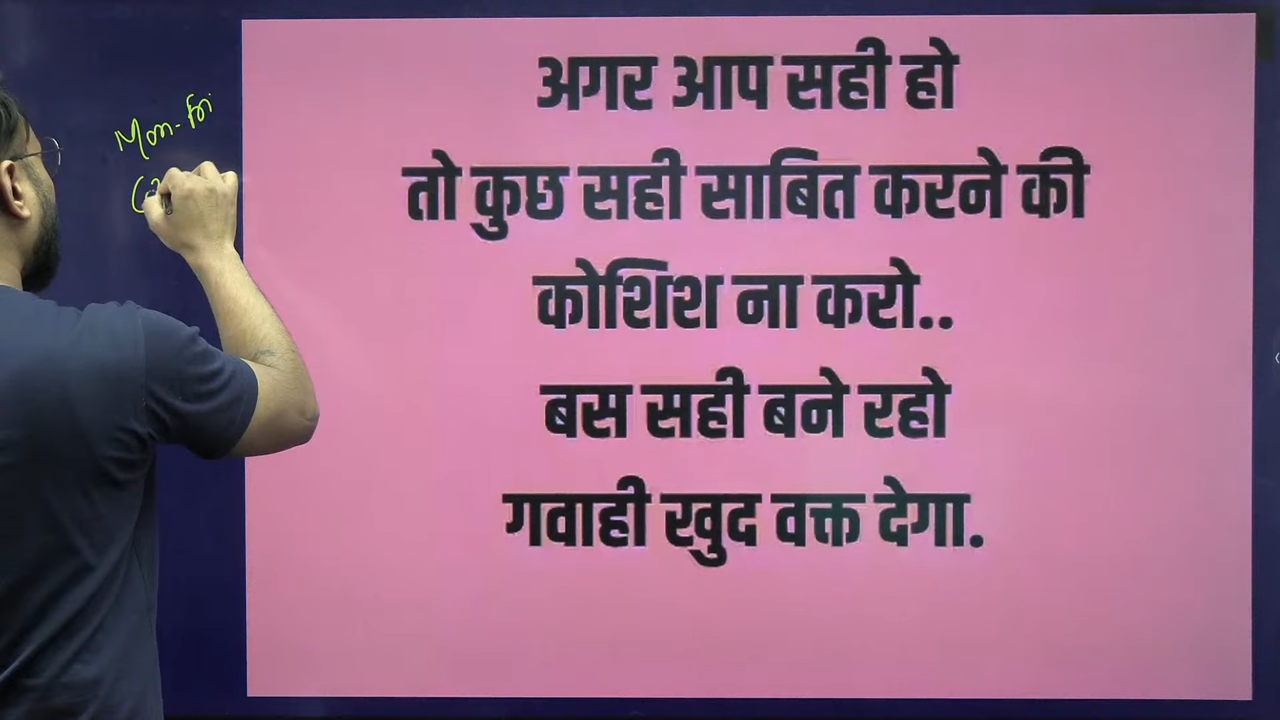 Mon-Fri
अगर आप सही हो
तो कुछ सही साबित करने की
कोशिश ना करो..
बस सही बने रहो
गवाही खुद वक्त देगा.